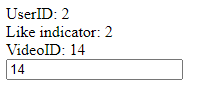 UserID: 2
Like indicator: 2
VideoID: 14
14